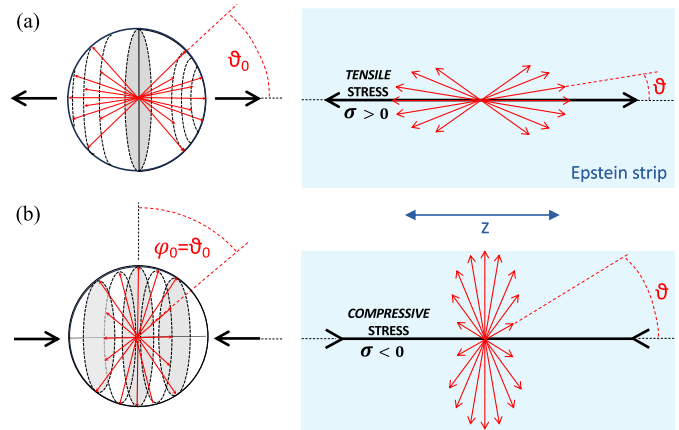 (a)
ϑ₀
TENSILE
STRESS
σ > 0
ϑ
Epstein strip
(b)
z
φ₀=ϑ₀
COMPRESSIVE
STRESS
σ < 0
ϑ